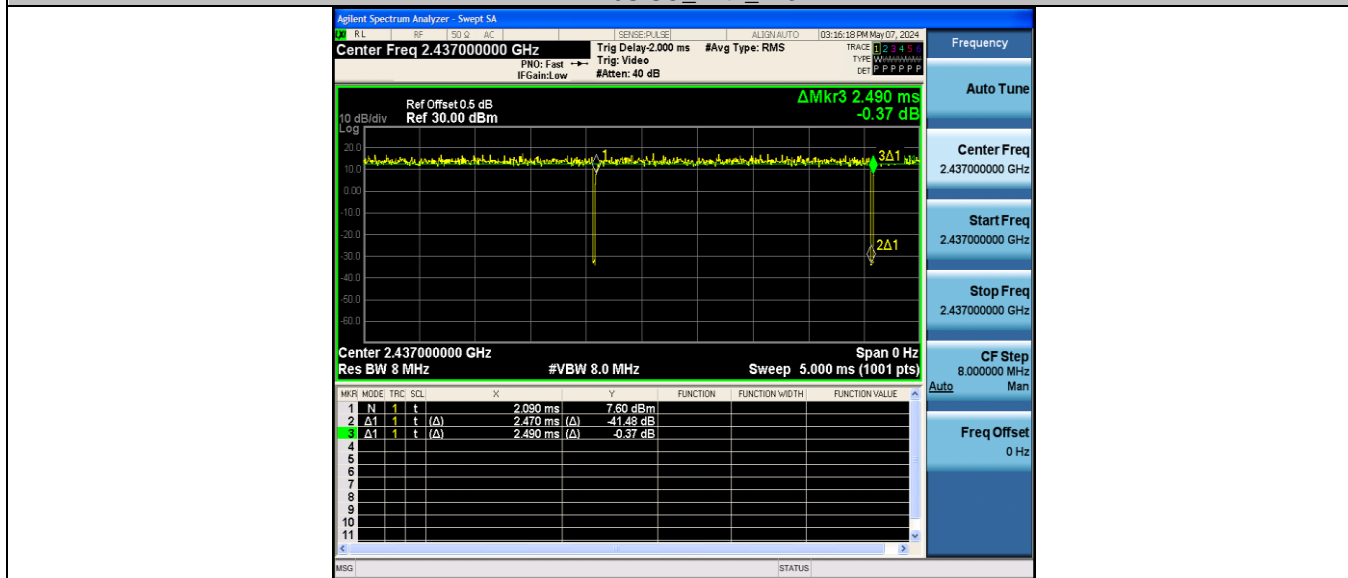 Agilent Spectrum Analyzer - Swept SA
RL RF 50 Ω AC SENSE:PULSE ALIGN AUTO 03:16:18 PM May 07, 2024
Center Freq 2.437000000 GHz
PNO: Fast
IFGain:Low
Trig Delay-2.000 ms
Trig: Video
#Atten: 40 dB
#Avg Type: RMS
TRACE 1 2 3 4 5 6
TYPE
DET P P P P P P
Frequency
Auto Tune
Center Freq
2.437000000 GHz
Start Freq
2.437000000 GHz
Stop Freq
2.437000000 GHz
CF Step
8.000000 MHz
Auto Man
Freq Offset
0 Hz
ΔMkr3 2.490 ms
-0.37 dB
Ref Offset 0.5 dB
10 dB/div Ref 30.00 dBm
Log
20.0
10.0
0.00
-10.0
-20.0
-30.0
-40.0
-50.0
-60.0
1
3Δ1
2Δ1
Center 2.437000000 GHz Span 0 Hz
Res BW 8 MHz #VBW 8.0 MHz Sweep 5.000 ms (1001 pts)
MKR MODE TRC SCL X Y FUNCTION FUNCTION WIDTH FUNCTION VALUE
1 N 1 t 2.090 ms 7.60 dBm
2 Δ1 1 t (Δ) 2.470 ms (Δ) -41.48 dB
3 Δ1 1 t (Δ) 2.490 ms (Δ) -0.37 dB
4
5
6
7
8
9
10
11
MSG STATUS